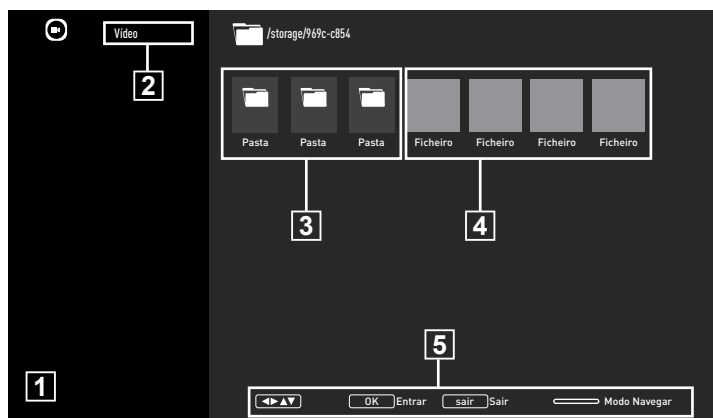 Vídeo
/storage/969c-c854
2
Pasta Pasta Pasta Ficheiro Ficheiro Ficheiro Ficheiro
3 4
5
1
◀▶▲▼ OK Entrar sair Sair Modo Navegar